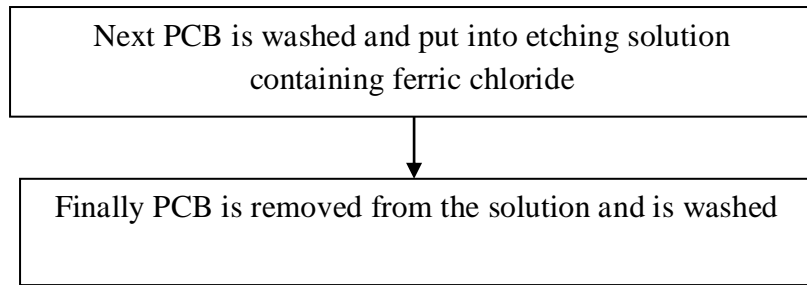 Next PCB is washed and put into etching solution
containing ferric chloride
Finally PCB is removed from the solution and is washed